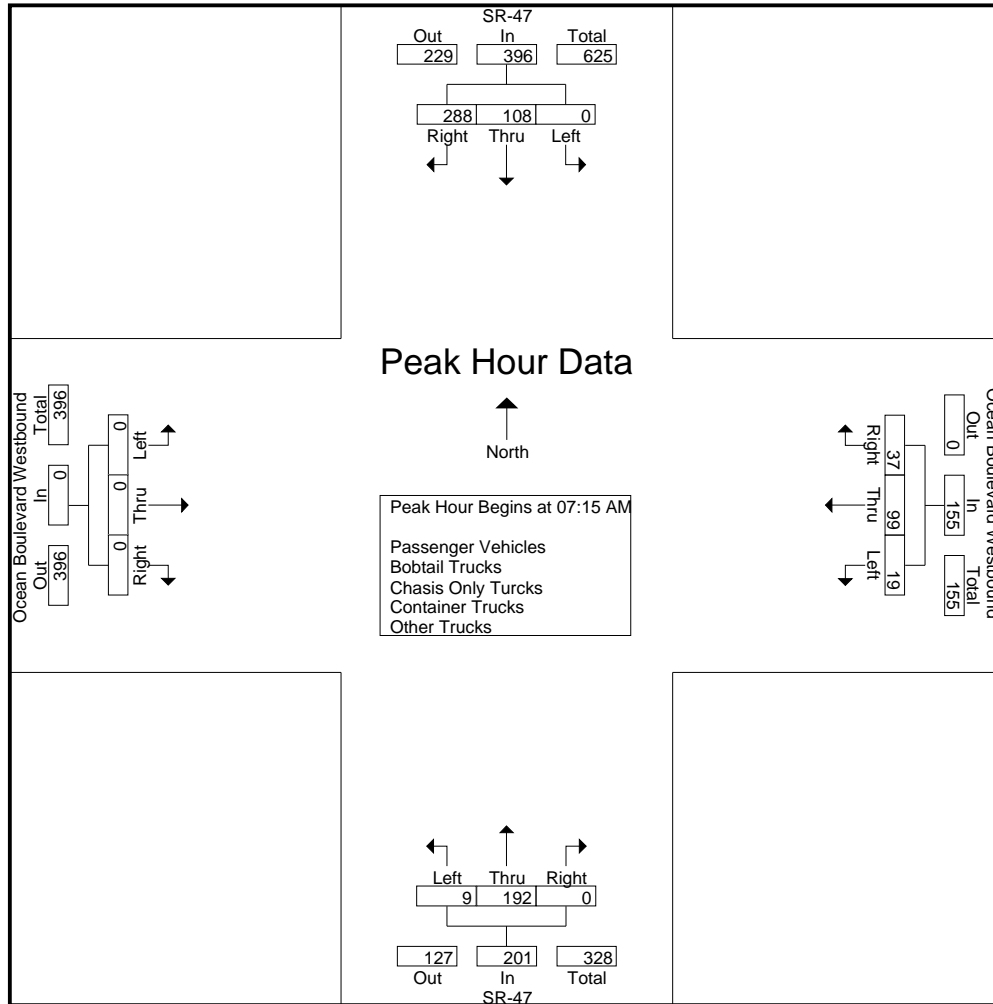 SR-47
Out In Total
229 396 625
288 108 0
Right Thru Left
Peak Hour Data
North
Peak Hour Begins at 07:15 AM
Passenger Vehicles
Bobtail Trucks
Chasis Only Turcks
Container Trucks
Other Trucks
Ocean Boulevard Westbound
Out In Total
396 0 396
0 0 0
Left Thru Right
Ocean Boulevard Westbound
Out In Total
0 155 155
37 99 19
Right Thru Left
Left Thru Right
9 192 0
127 201 328
Out In Total
SR-47